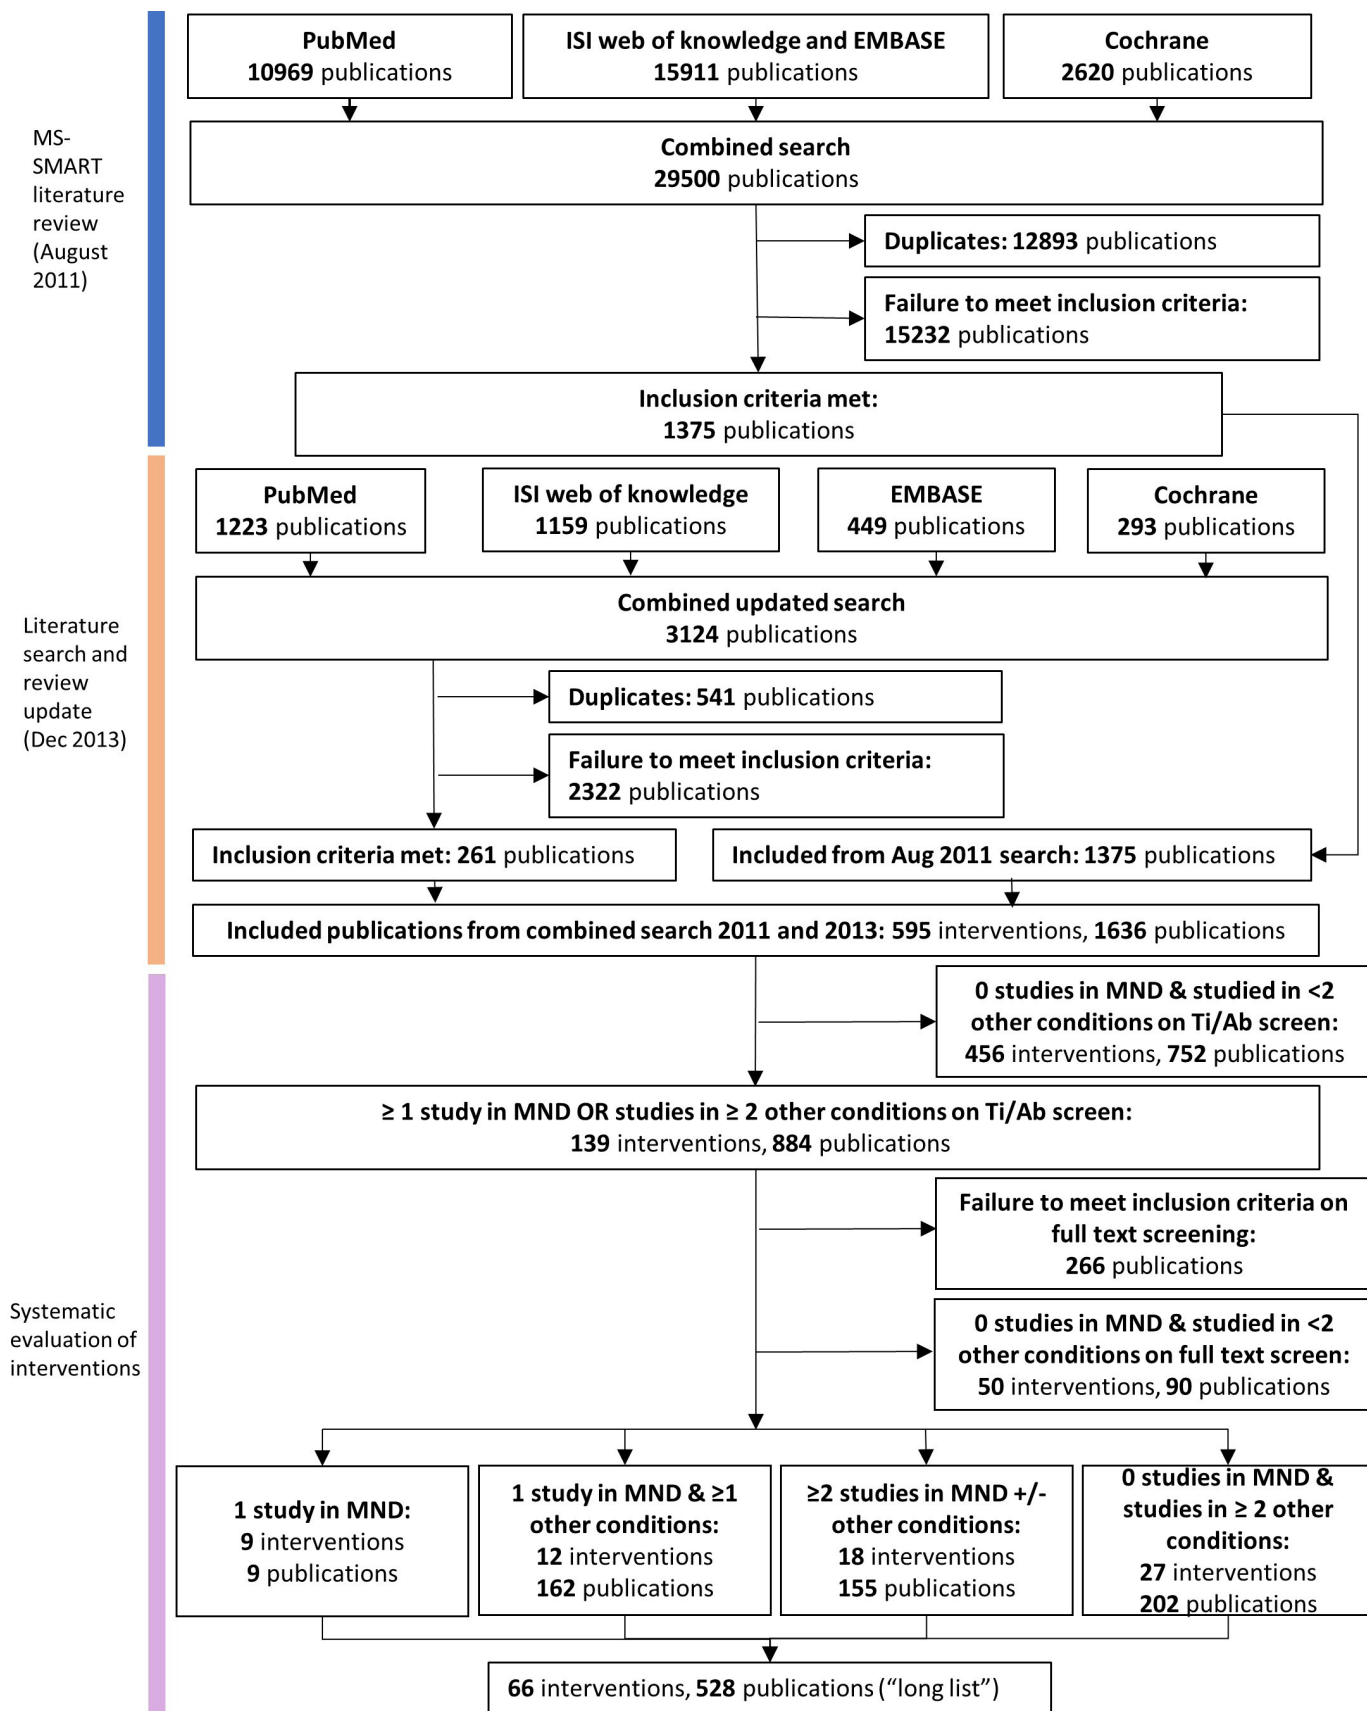 PubMed
10969 publications
ISI web of knowledge and EMBASE
15911 publications
Cochrane
2620 publications
MS-
SMART
literature
review
(August
2011)
Combined search
29500 publications
Duplicates: 12893 publications
Failure to meet inclusion criteria:
15232 publications
Inclusion criteria met:
1375 publications
PubMed
1223 publications
ISI web of knowledge
1159 publications
EMBASE
449 publications
Cochrane
293 publications
Literature
search and
review
update
(Dec 2013)
Combined updated search
3124 publications
Duplicates: 541 publications
Failure to meet inclusion criteria:
2322 publications
Inclusion criteria met: 261 publications
Included from Aug 2011 search: 1375 publications
Included publications from combined search 2011 and 2013: 595 interventions, 1636 publications
0 studies in MND & studied in <2
other conditions on Ti/Ab screen:
456 interventions, 752 publications
≥ 1 study in MND OR studies in ≥ 2 other conditions on Ti/Ab screen:
139 interventions, 884 publications
Failure to meet inclusion criteria on
full text screening:
266 publications
Systematic
evaluation of
interventions
0 studies in MND & studied in <2
other conditions on full text screen:
50 interventions, 90 publications
1 study in MND:
9 interventions
9 publications
1 study in MND & ≥1
other conditions:
12 interventions
162 publications
≥2 studies in MND +/-
other conditions:
18 interventions
155 publications
0 studies in MND &
studies in ≥ 2 other
conditions:
27 interventions
202 publications
66 interventions, 528 publications (“long list”)